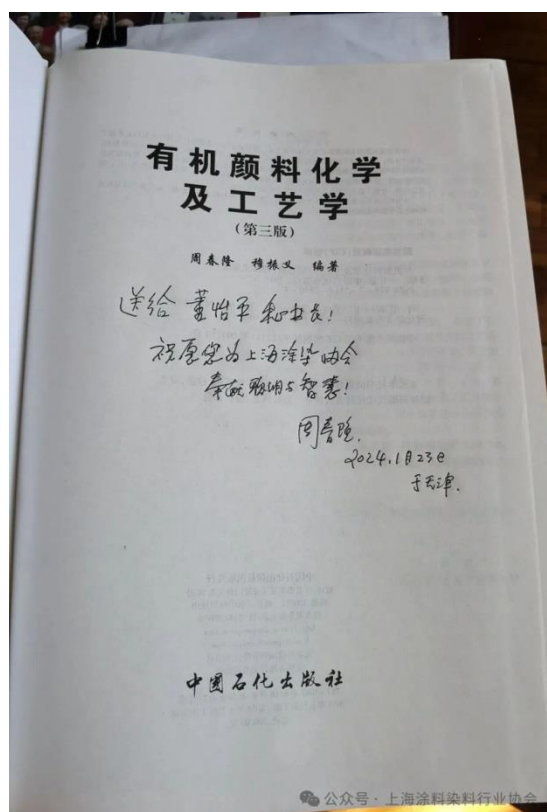 有机颜料化学
及工艺学
(第三版)
周春隆 穆振义 编著
送给 董怡平 秘书长!
祝愿您为上海涂染协会
奉献 与智慧!
周春隆.
2024.1月23日
于天津.
中国石化出版社
公众号·上海涂料染料行业协会